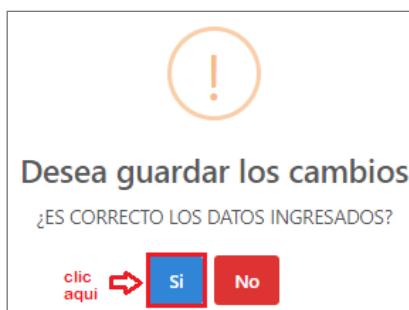 !
Desea guardar los cambios
¿ES CORRECTO LOS DATOS INGRESADOS?
clic
aqui
Si No